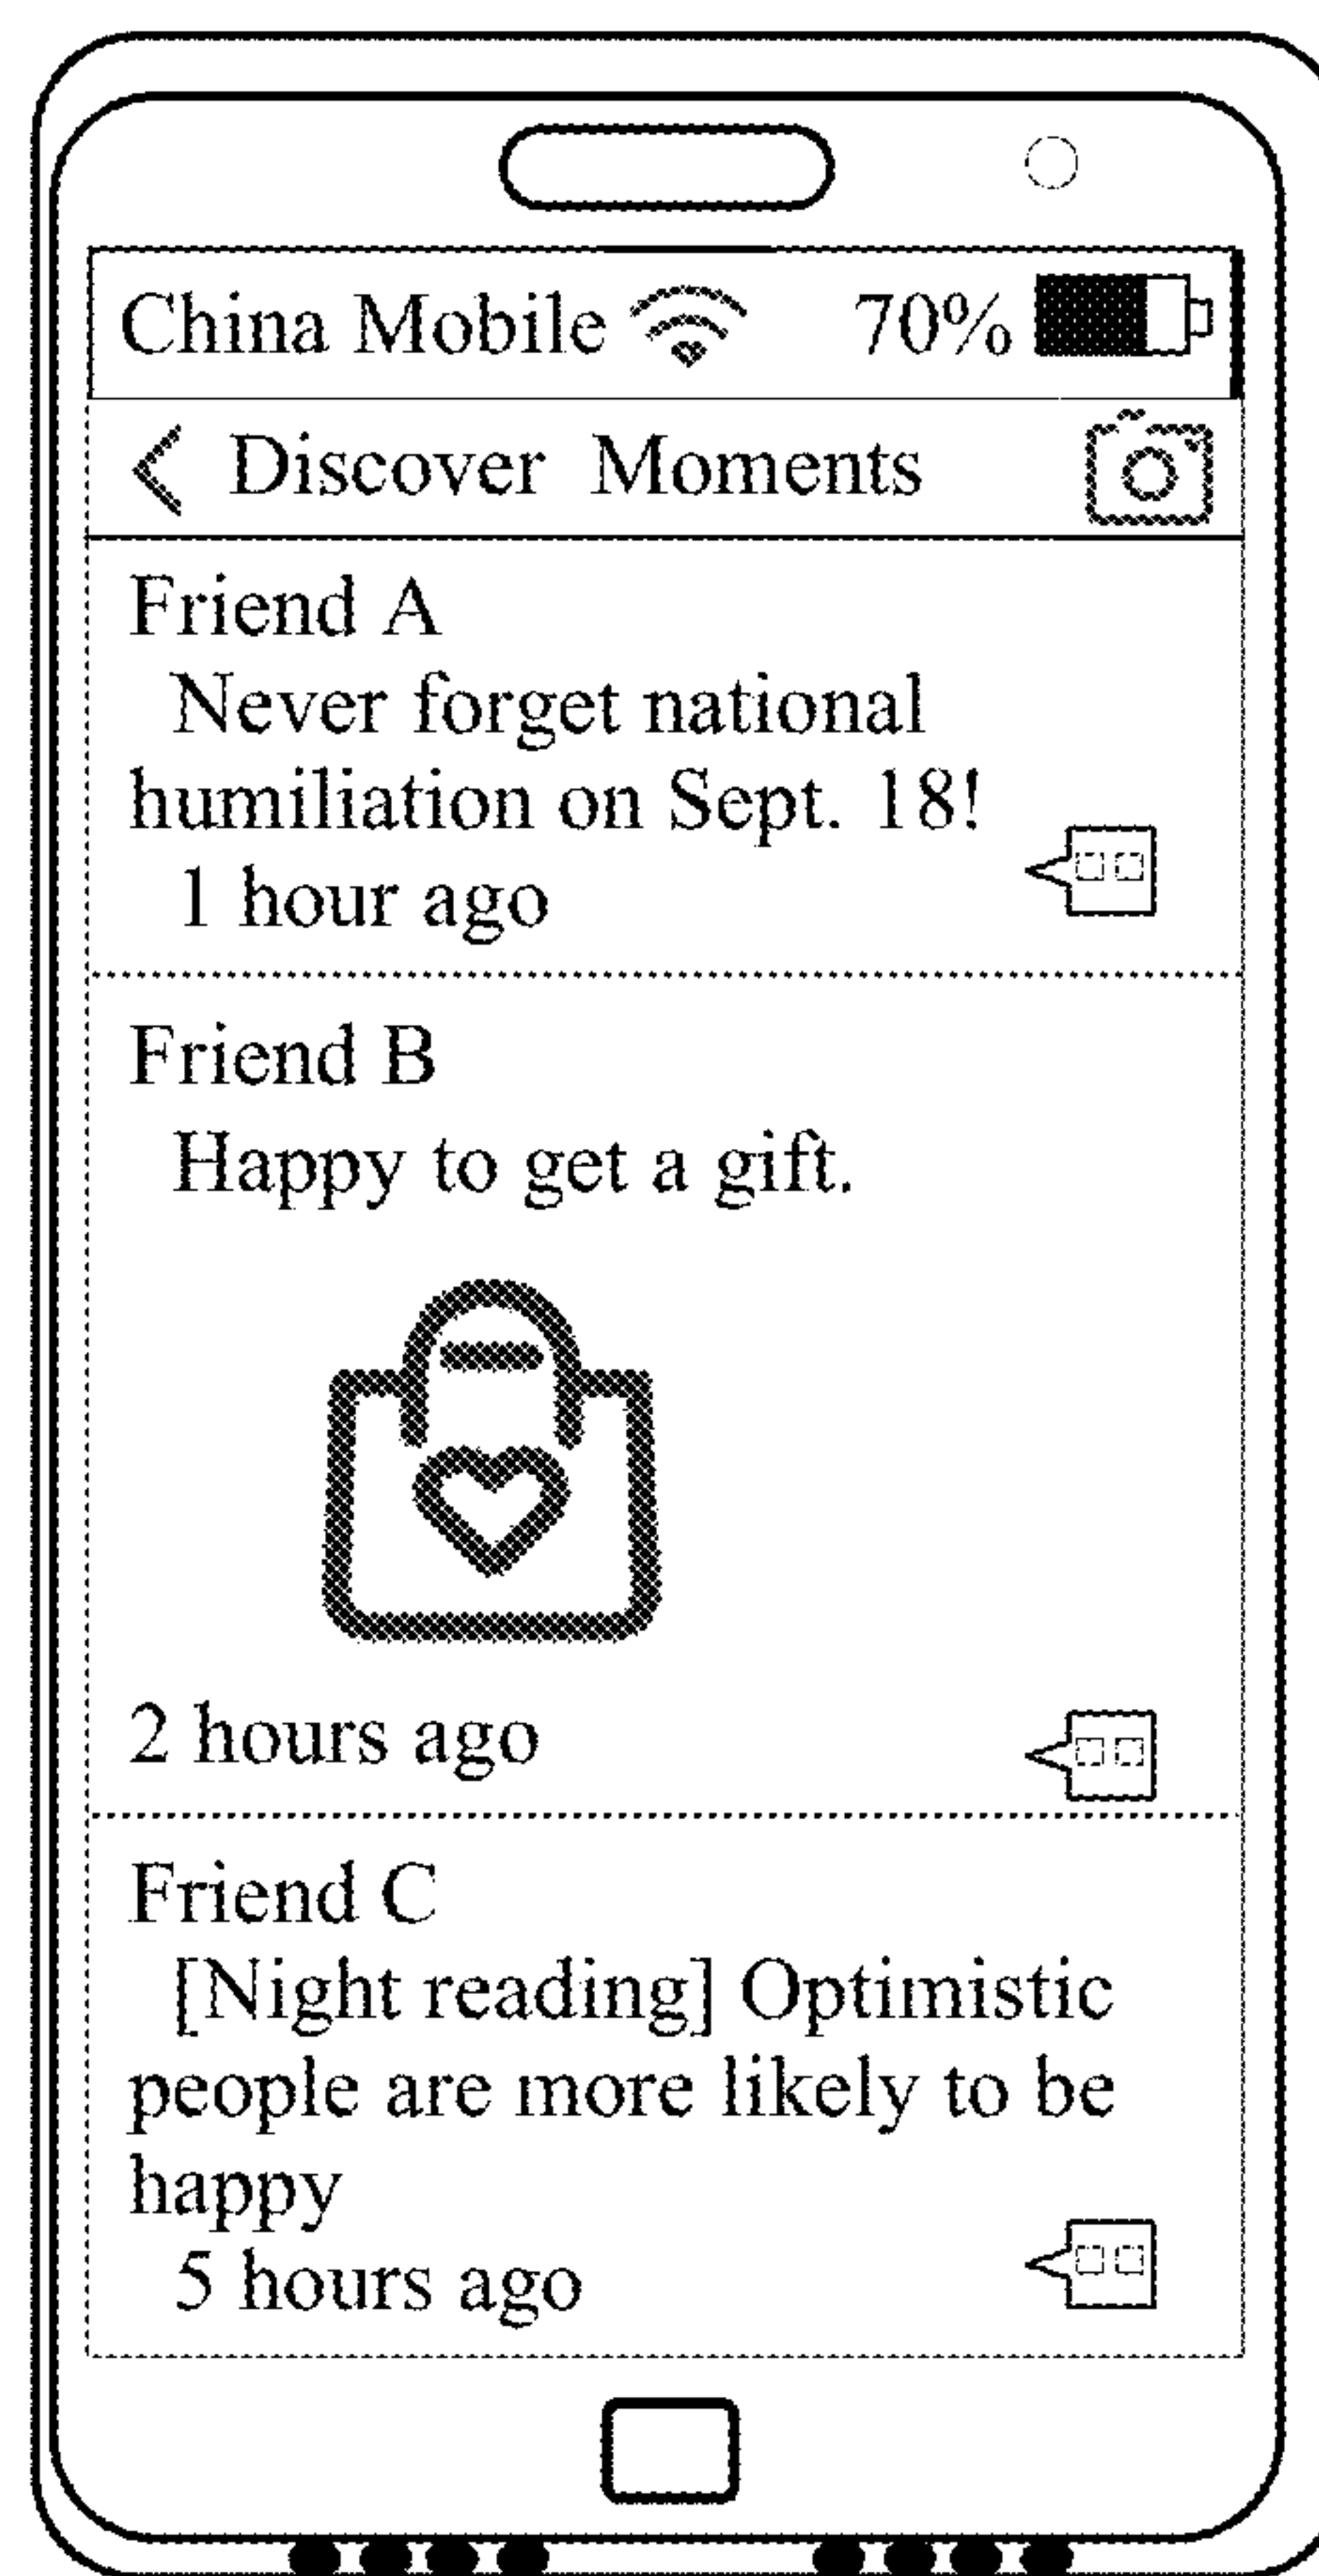 China Mobile 70%
Discover Moments
Friend A
Never forget national
humiliation on Sept. 18!
1 hour ago
Friend B
Happy to get a gift.
2 hours ago
Friend C
[Night reading] Optimistic
people are more likely to be
happy
5 hours ago